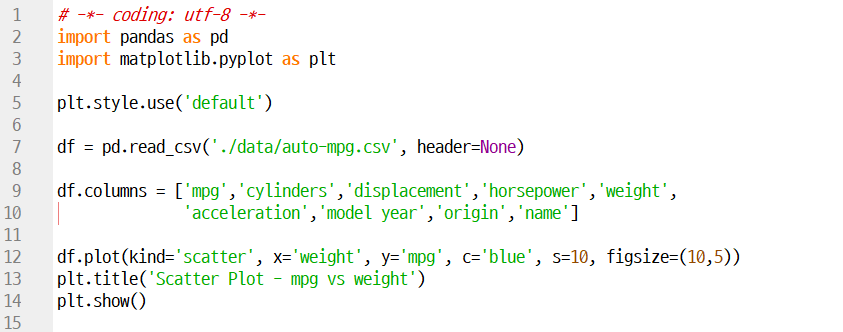 1 # -*- coding: utf-8 -*-
2 import pandas as pd
3 import matplotlib.pyplot as plt
4
5 plt.style.use('default')
6
7 df = pd.read_csv('./data/auto-mpg.csv', header=None)
8
9 df.columns = ['mpg','cylinders','displacement','horsepower','weight',
10               'acceleration','model year','origin','name']
11
12 df.plot(kind='scatter', x='weight', y='mpg', c='blue', s=10, figsize=(10,5))
13 plt.title('Scatter Plot - mpg vs weight')
14 plt.show()
15